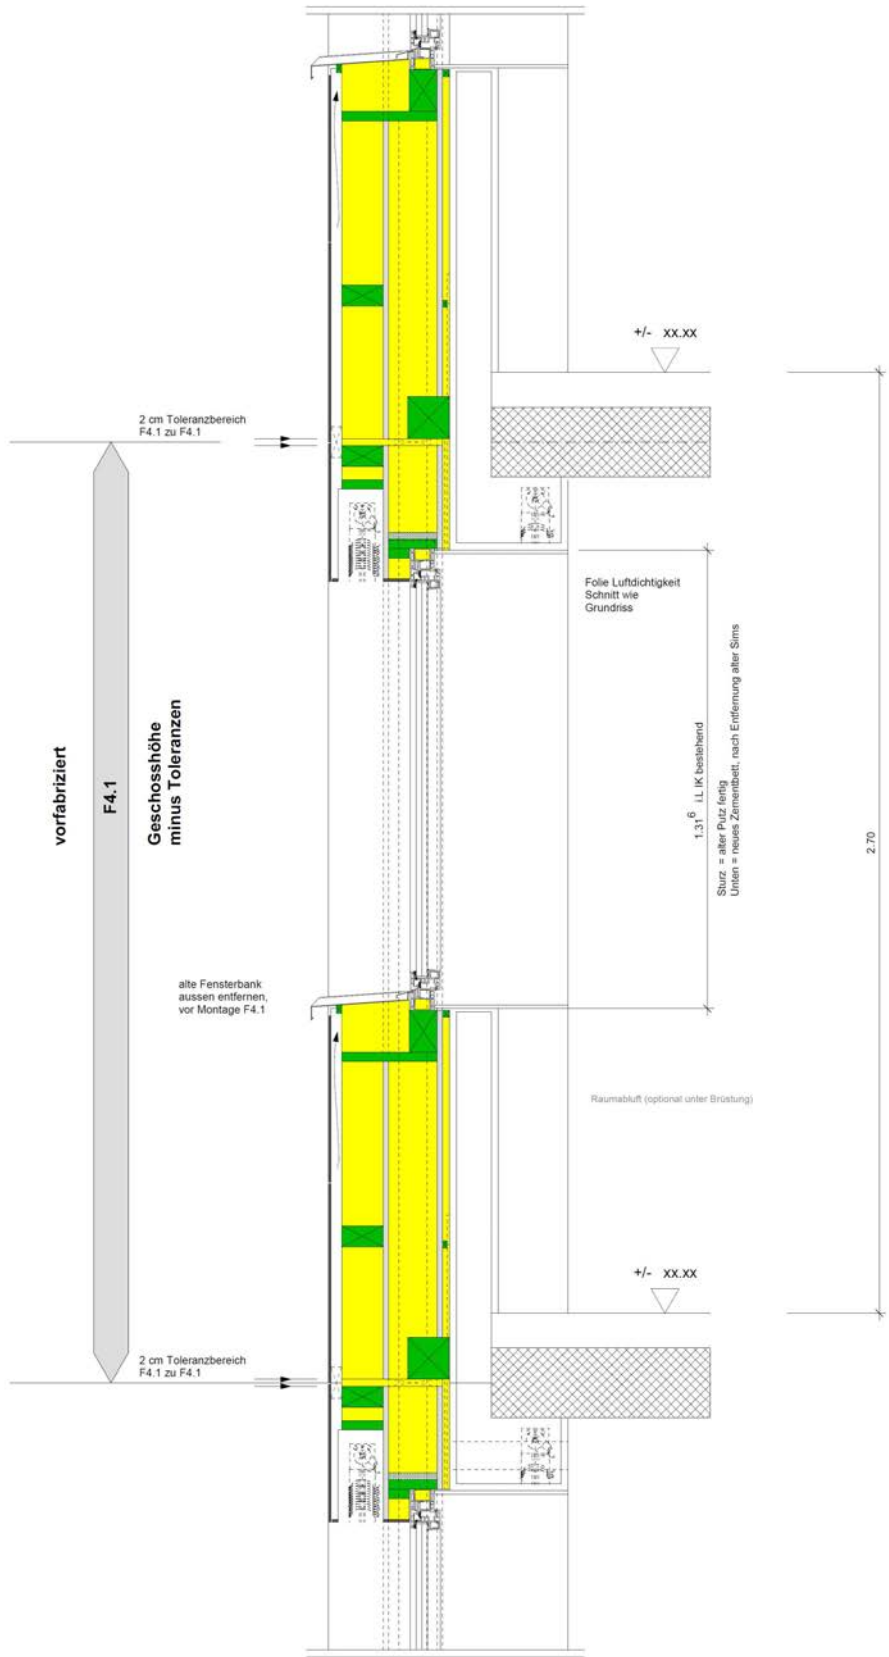 +/- xx.xx
2 cm Toleranzbereich
F4.1 zu F4.1
Folie Luftdichtigkeit
Schnitt wie
Grundriss
vorfabriziert
F4.1
Geschosshöhe
minus Toleranzen
1.31⁶ i.L IK bestehend
Sturz = alter Putz fertig
Unten = neues Zementbett, nach Entfernung alter Sims
2.70
alte Fensterbank
aussen entfernen,
vor Montage F4.1
Raumabluft (optional unter Brüstung)
+/- xx.xx
2 cm Toleranzbereich
F4.1 zu F4.1